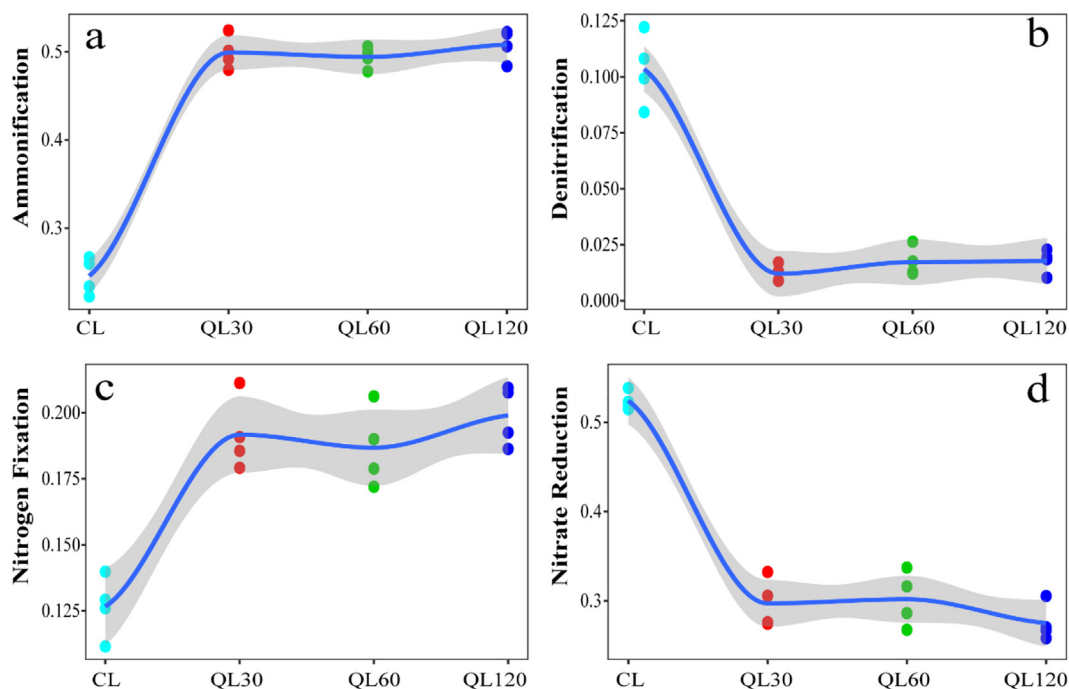 a
Ammonification
0.5
0.4
0.3
CL QL30 QL60 QL120
b
Denitrification
0.125
0.100
0.075
0.050
0.025
0.000
CL QL30 QL60 QL120
c
Nitrogen Fixation
0.200
0.175
0.150
0.125
CL QL30 QL60 QL120
d
Nitrate Reduction
0.5
0.4
0.3
CL QL30 QL60 QL120